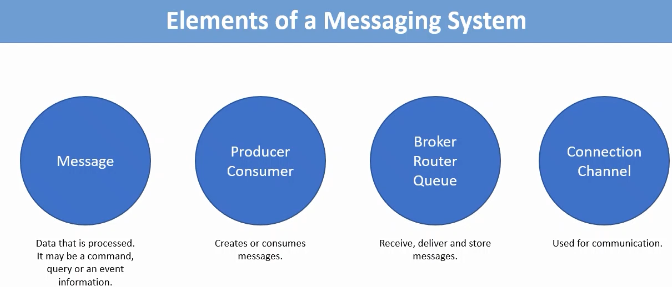 Elements of a Messaging System
Message
Producer
Consumer
Broker
Router
Queue
Connection
Channel
Data that is processed.
It may be a command,
query or an event
information.
Creates or consumes
messages.
Receive, deliver and store
messages.
Used for communication.